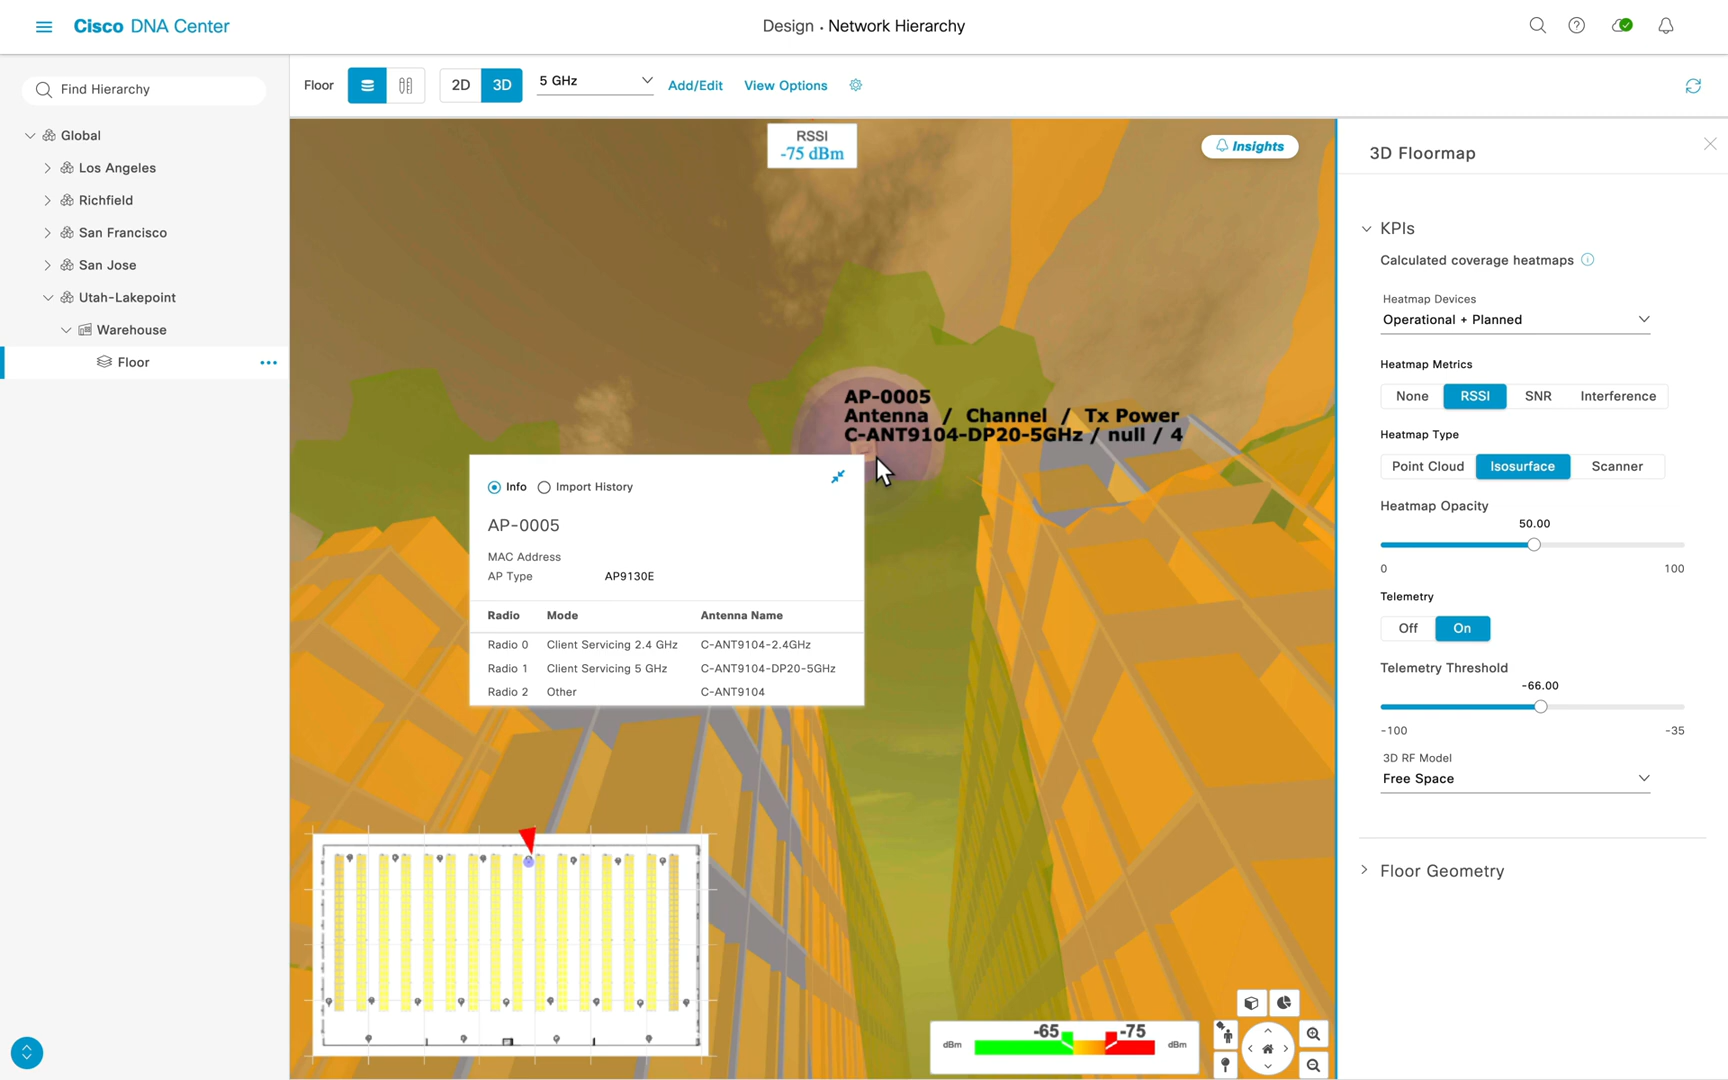 Cisco DNA Center
Design • Network Hierarchy
Find Hierarchy
Global
Los Angeles
Richfield
San Francisco
San Jose
Utah-Lakepoint
Warehouse
Floor
Floor
2D
3D
5 GHz
Add/Edit
View Options
RSSI
-75 dBm
Insights
AP-0005
Antenna / Channel / Tx Power
C-ANT9104-DP20-5GHz / null / 4
Info
Import History
AP-0005
MAC Address
AP Type AP9130E
Radio Mode Antenna Name
Radio 0 Client Servicing 2.4 GHz C-ANT9104-2.4GHz
Radio 1 Client Servicing 5 GHz C-ANT9104-DP20-5GHz
Radio 2 Other C-ANT9104
-65 -75
dBm dBm
3D Floormap
KPIs
Calculated coverage heatmaps
Heatmap Devices
Operational + Planned
Heatmap Metrics
None RSSI SNR Interference
Heatmap Type
Point Cloud Isosurface Scanner
Heatmap Opacity
50.00
0 100
Telemetry
Off On
Telemetry Threshold
-66.00
-100 -35
3D RF Model
Free Space
Floor Geometry